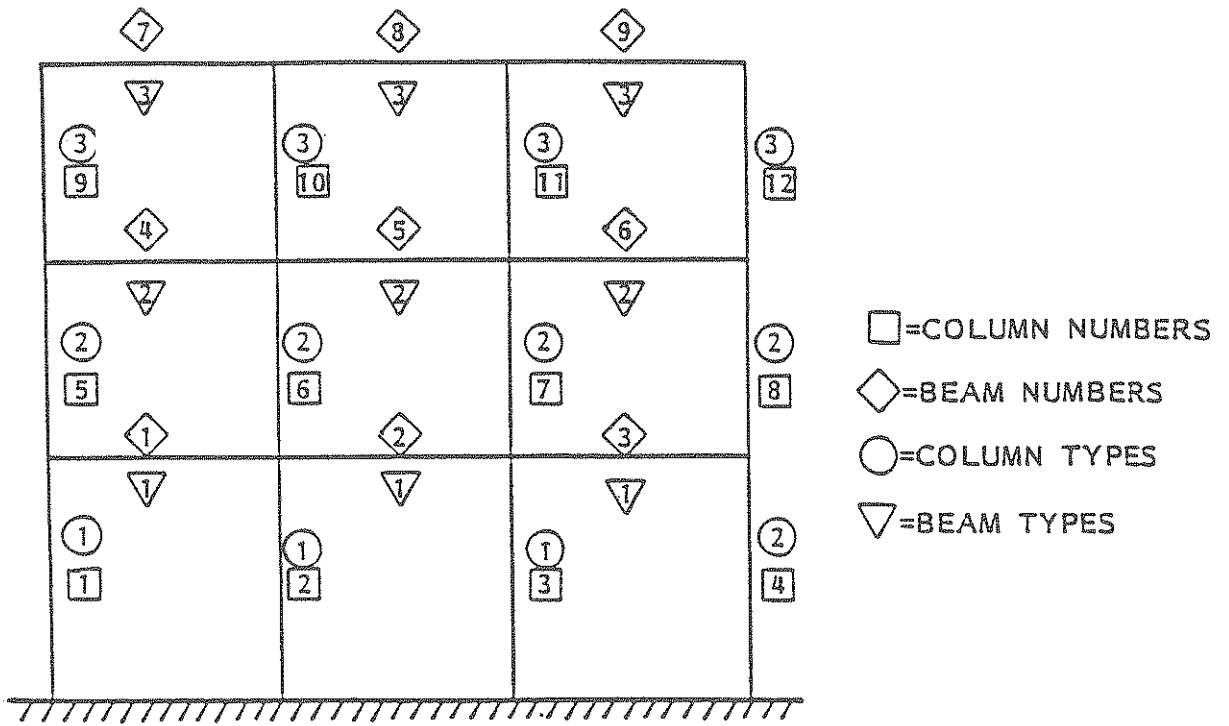 7 8 9
3 3 3
3 3 3 3
9 10 11 12
4 5 6
2 2 2
2 2 2 2
5 6 7 8
1 2 3
1 1 1
1 1 1 2
1 2 3 4
=COLUMN NUMBERS
=BEAM NUMBERS
=COLUMN TYPES
=BEAM TYPES